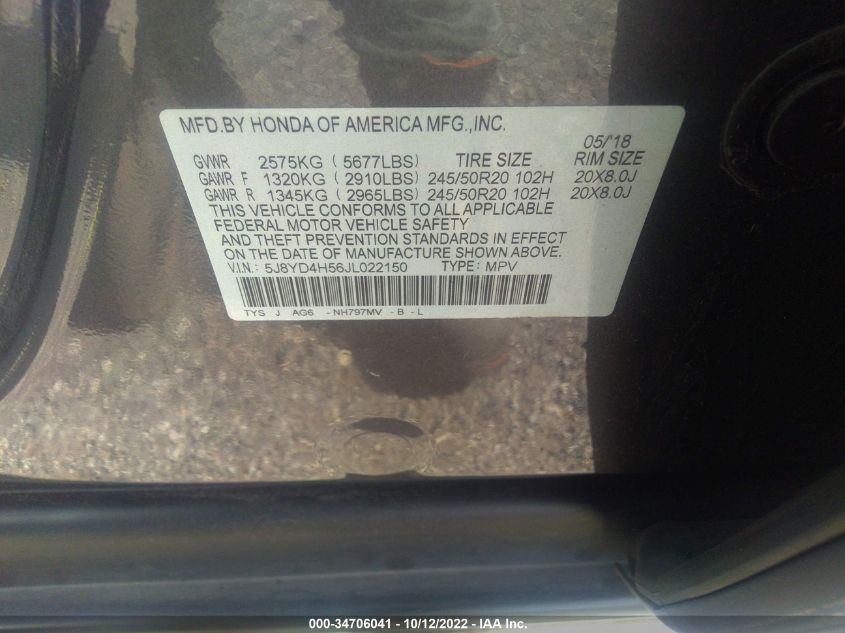 MFD.BY HONDA OF AMERICA MFG.,INC.
05/'18
GVWR 2575KG ( 5677LBS) TIRE SIZE RIM SIZE
GAWR F 1320KG ( 2910LBS) 245/50R20 102H 20X8.0J
GAWR R 1345KG ( 2965LBS) 245/50R20 102H 20X8.0J
THIS VEHICLE CONFORMS TO ALL APPLICABLE
FEDERAL MOTOR VEHICLE SAFETY
AND THEFT PREVENTION STANDARDS IN EFFECT
ON THE DATE OF MANUFACTURE SHOWN ABOVE.
V.I.N.: 5J8YD4H56JL022150 TYPE: MPV
TYS J AG6 -NH797MV -B -L
000-34706041 - 10/12/2022 - IAA Inc.